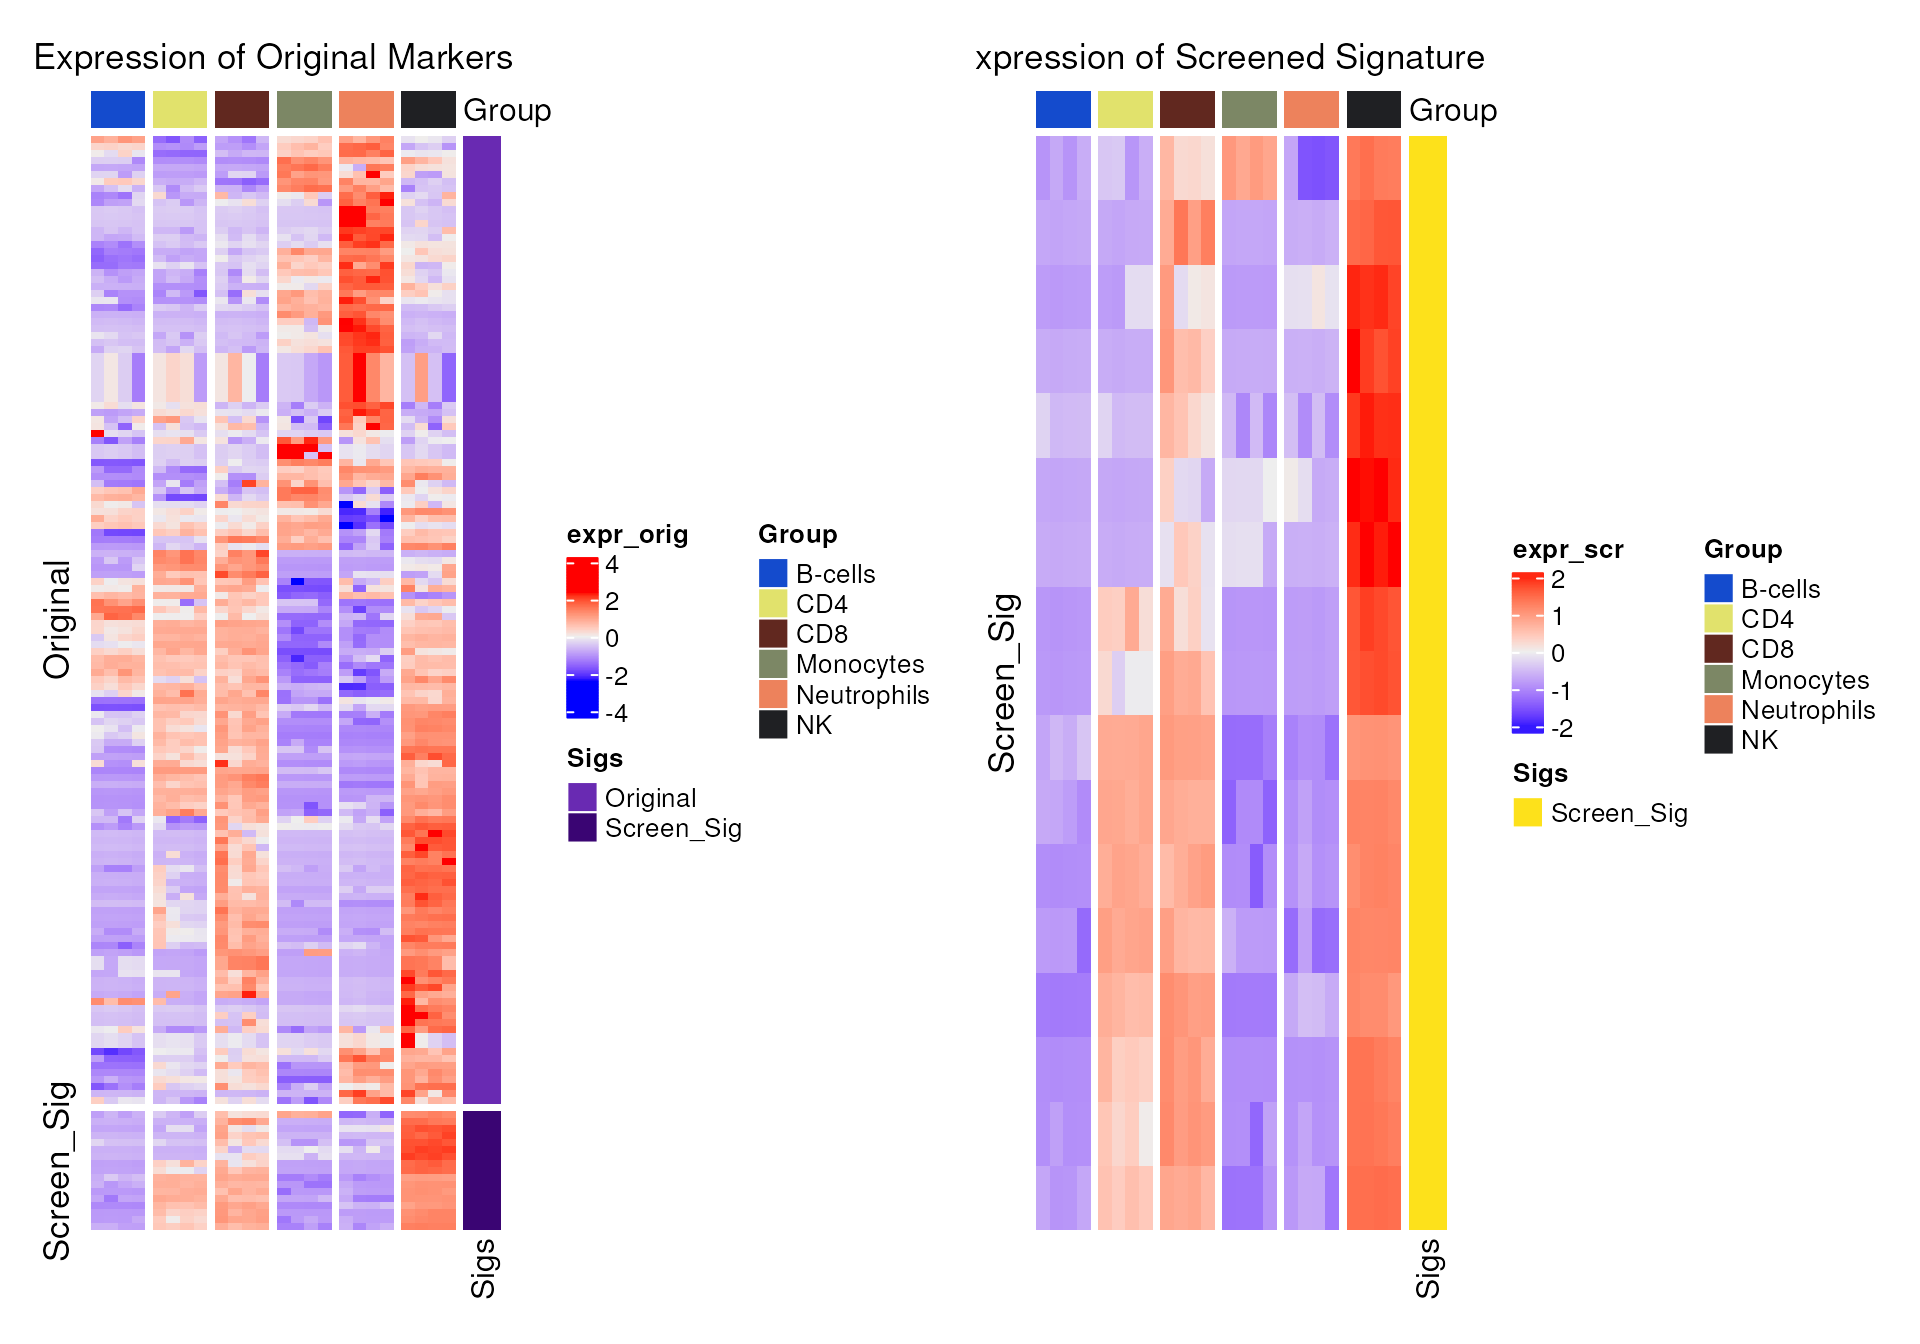 Expression of Original Markers
Group
Original
Screen_Sig
Sigs
expr_orig
4
2
0
-2
-4
Sigs
Original
Screen_Sig
Group
B-cells
CD4
CD8
Monocytes
Neutrophils
NK
xpression of Screened Signature
Group
Screen_Sig
Sigs
expr_scr
2
1
0
-1
-2
Sigs
Screen_Sig
Group
B-cells
CD4
CD8
Monocytes
Neutrophils
NK